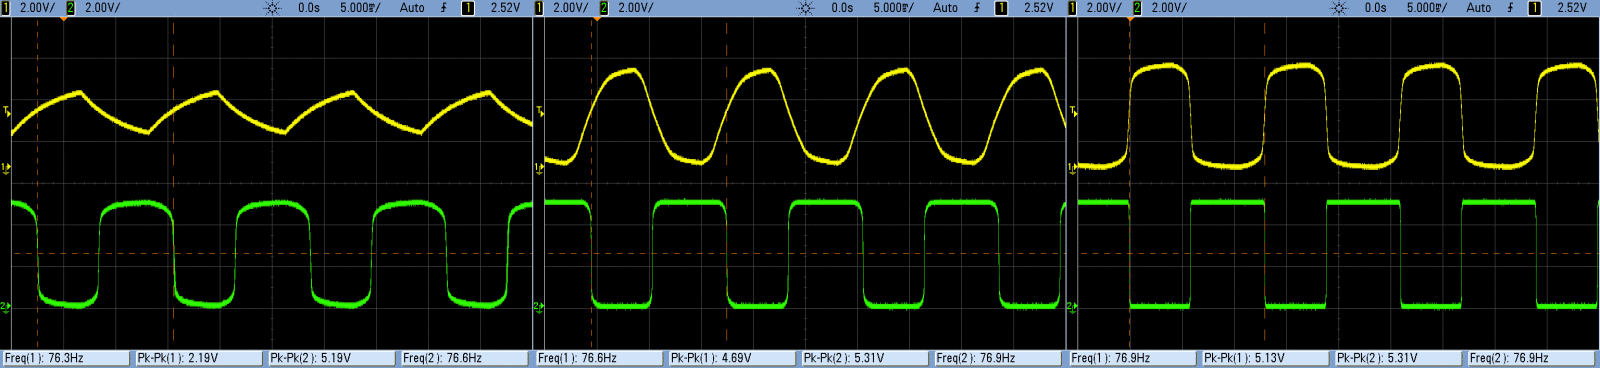 1 2.00V/ 2 2.00V/ 0.0s 5.000m/ Auto 1 2.52V
T
1
2
Freq(1): 76.3Hz Pk-Pk(1): 2.19V Pk-Pk(2): 5.19V Freq(2): 76.6Hz
1 2.00V/ 2 2.00V/ 0.0s 5.000m/ Auto 1 2.52V
T
1
2
Freq(1): 76.6Hz Pk-Pk(1): 4.69V Pk-Pk(2): 5.31V Freq(2): 76.9Hz
1 2.00V/ 2 2.00V/ 0.0s 5.000m/ Auto 1 2.52V
T
1
2
Freq(1): 76.9Hz Pk-Pk(1): 5.13V Pk-Pk(2): 5.31V Freq(2): 76.9Hz